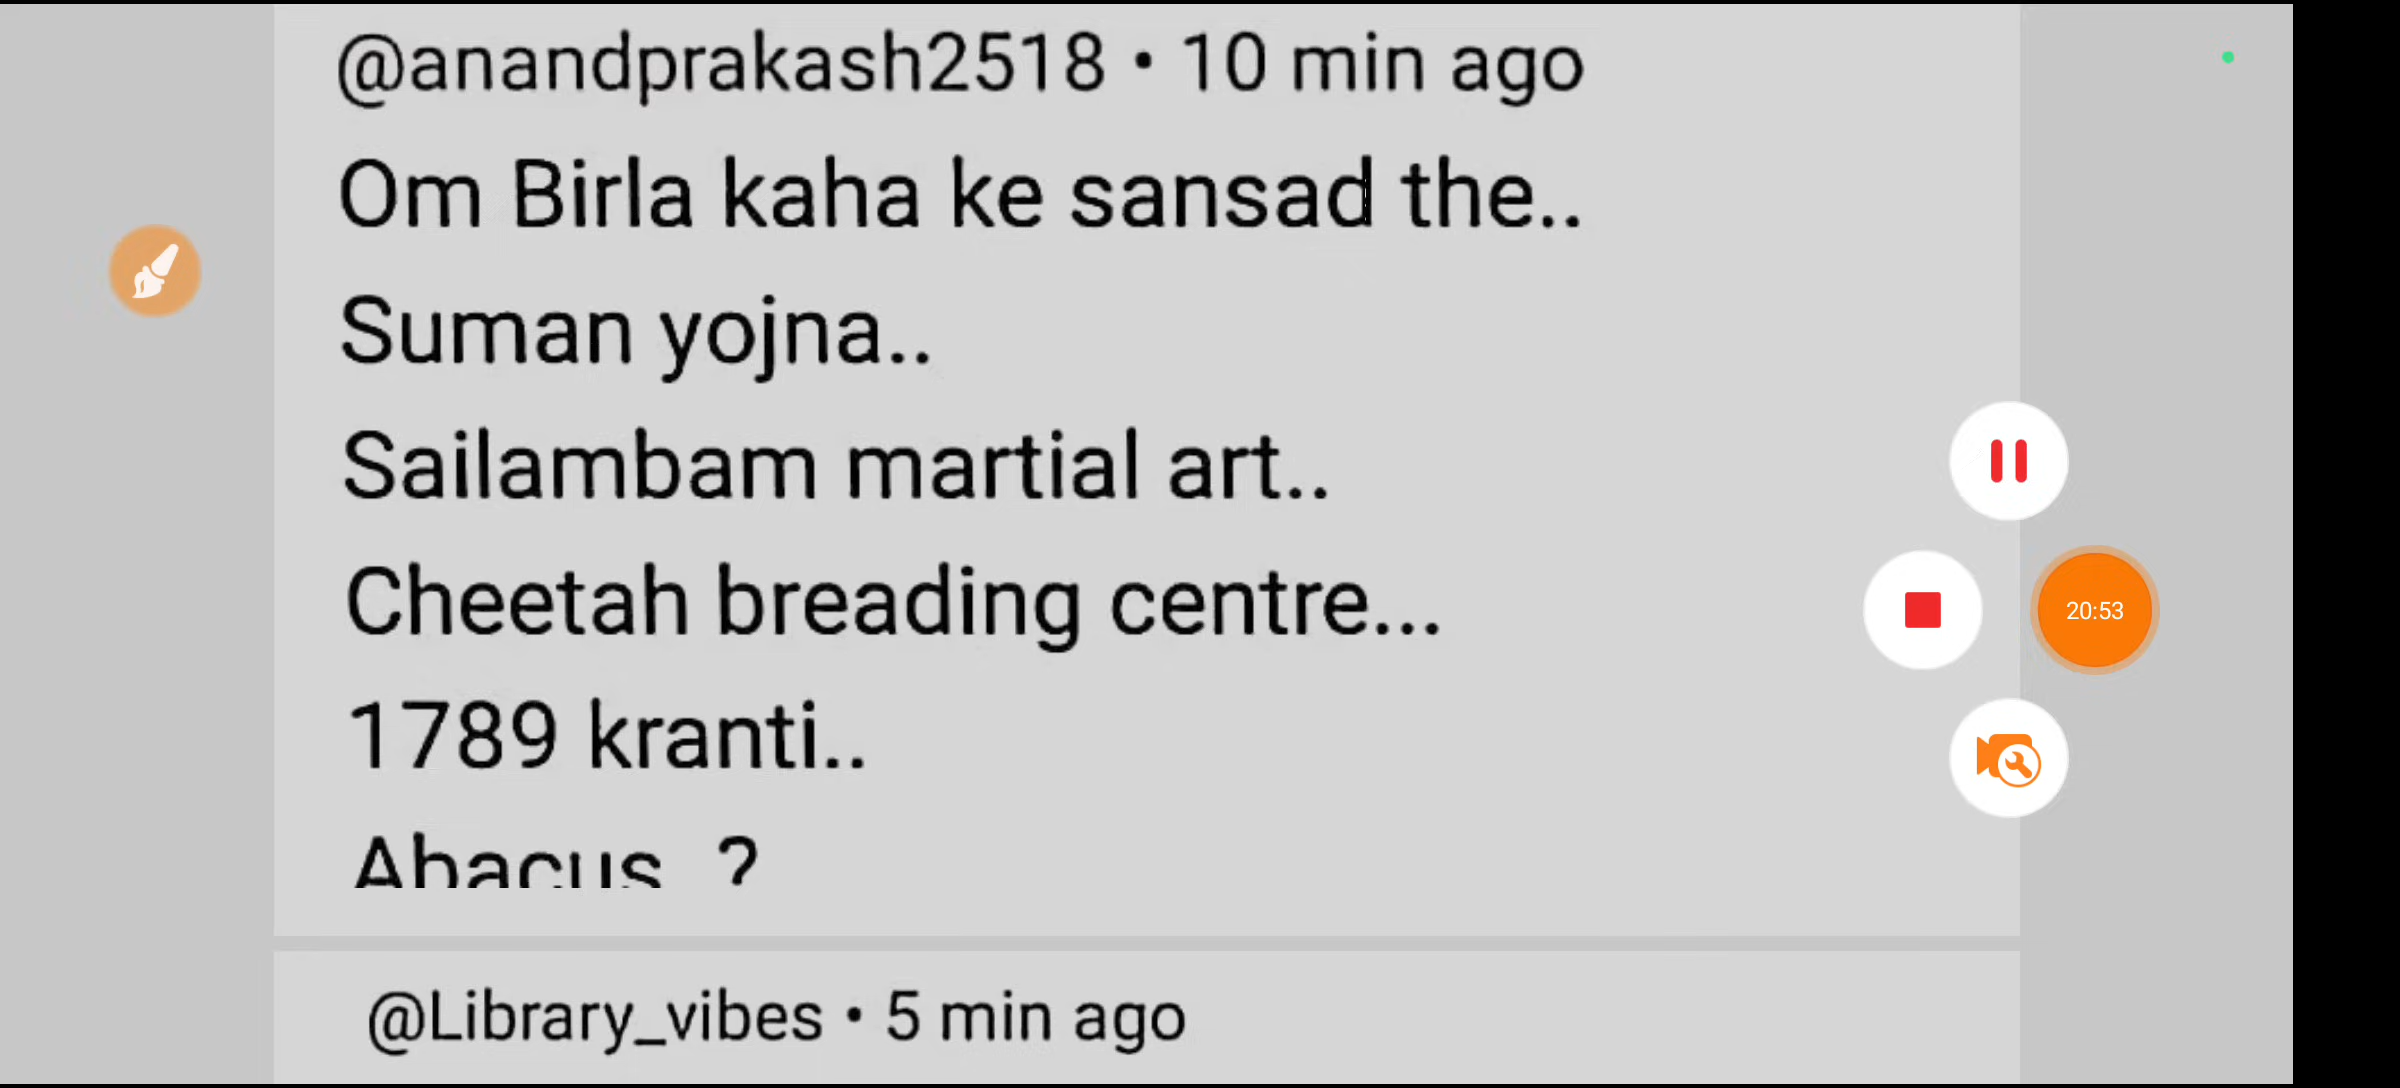 @anandprakash2518 • 10 min ago
Om Birla kaha ke sansad the..
Suman yojna..
Sailambam martial art..
Cheetah breading centre...
1789 kranti..
20:53
Abacus ?
@Library_vibes • 5 min ago